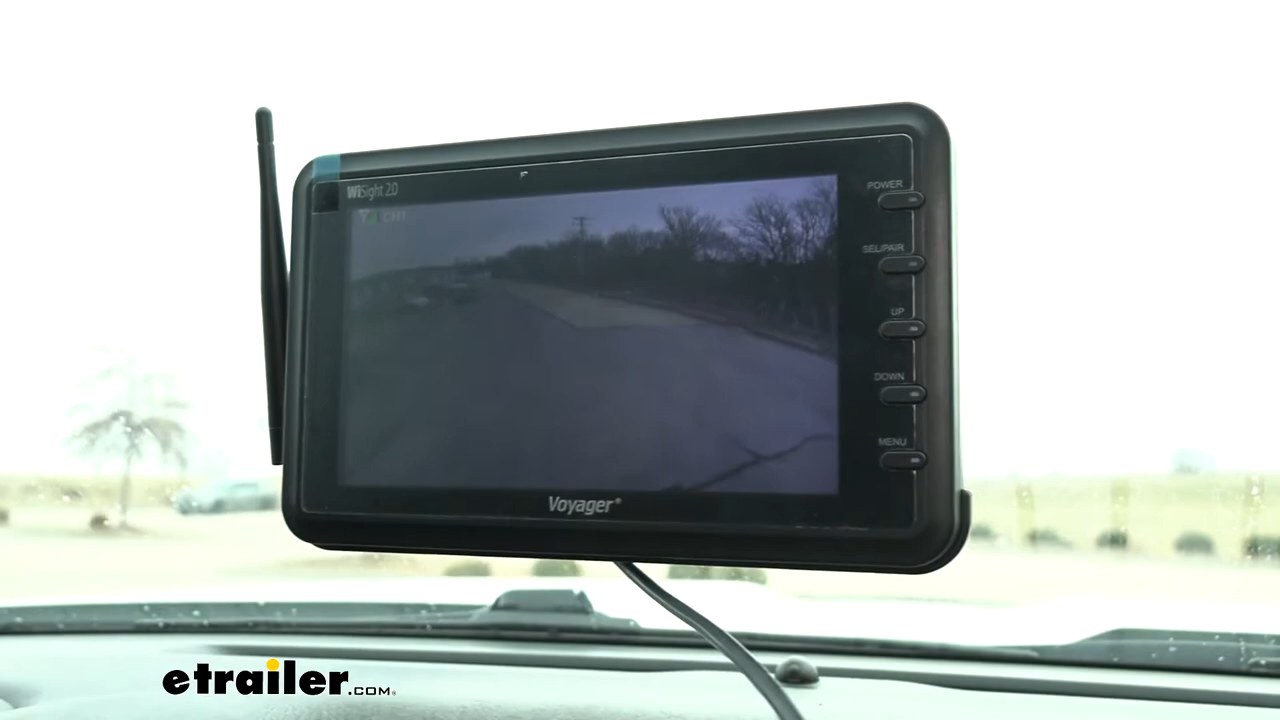 WiSight 2.0
CH1
POWER
SEL/PAIR
UP
DOWN
MENU
Voyager®
etrailer.COM®